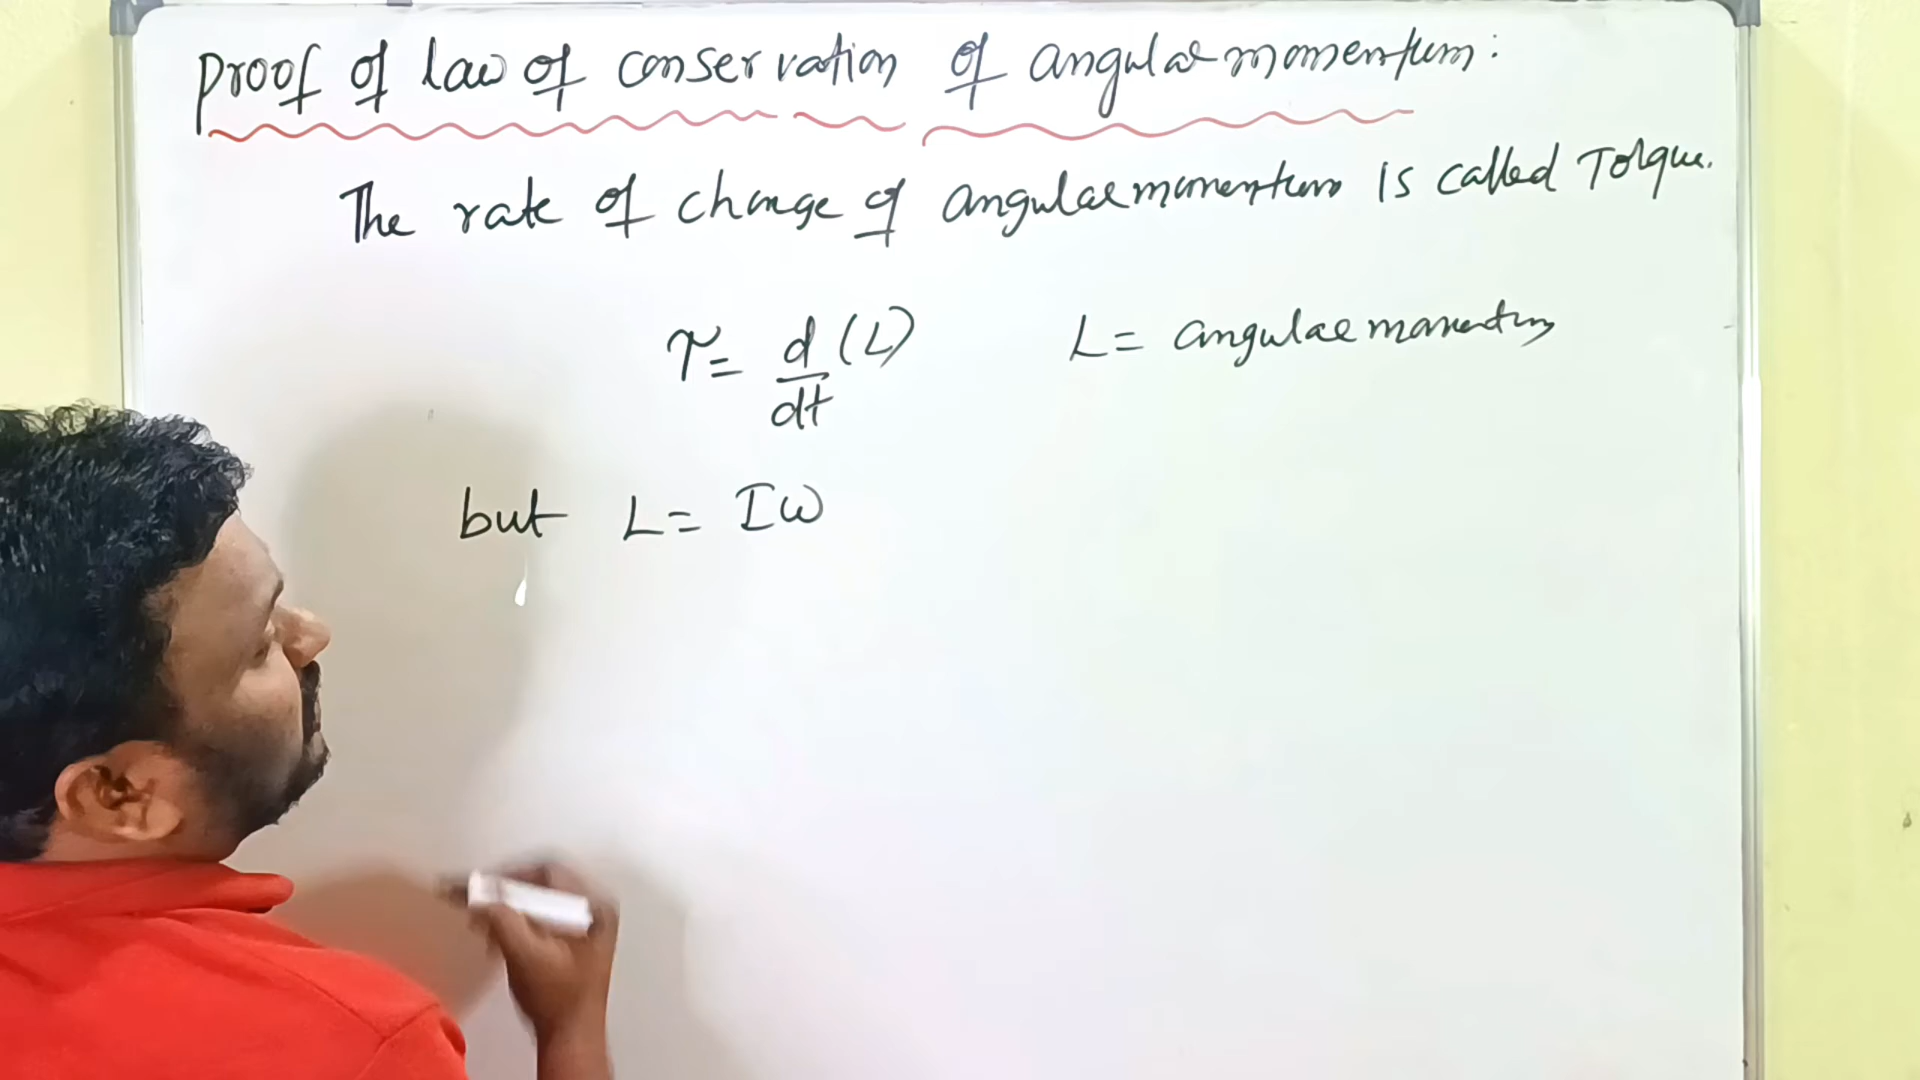 Proof of law of conservation of angular momentum:
The rate of change of angular momentum is called Torque.
τ = d/dt (L) L = angular momentum
but L = Iω